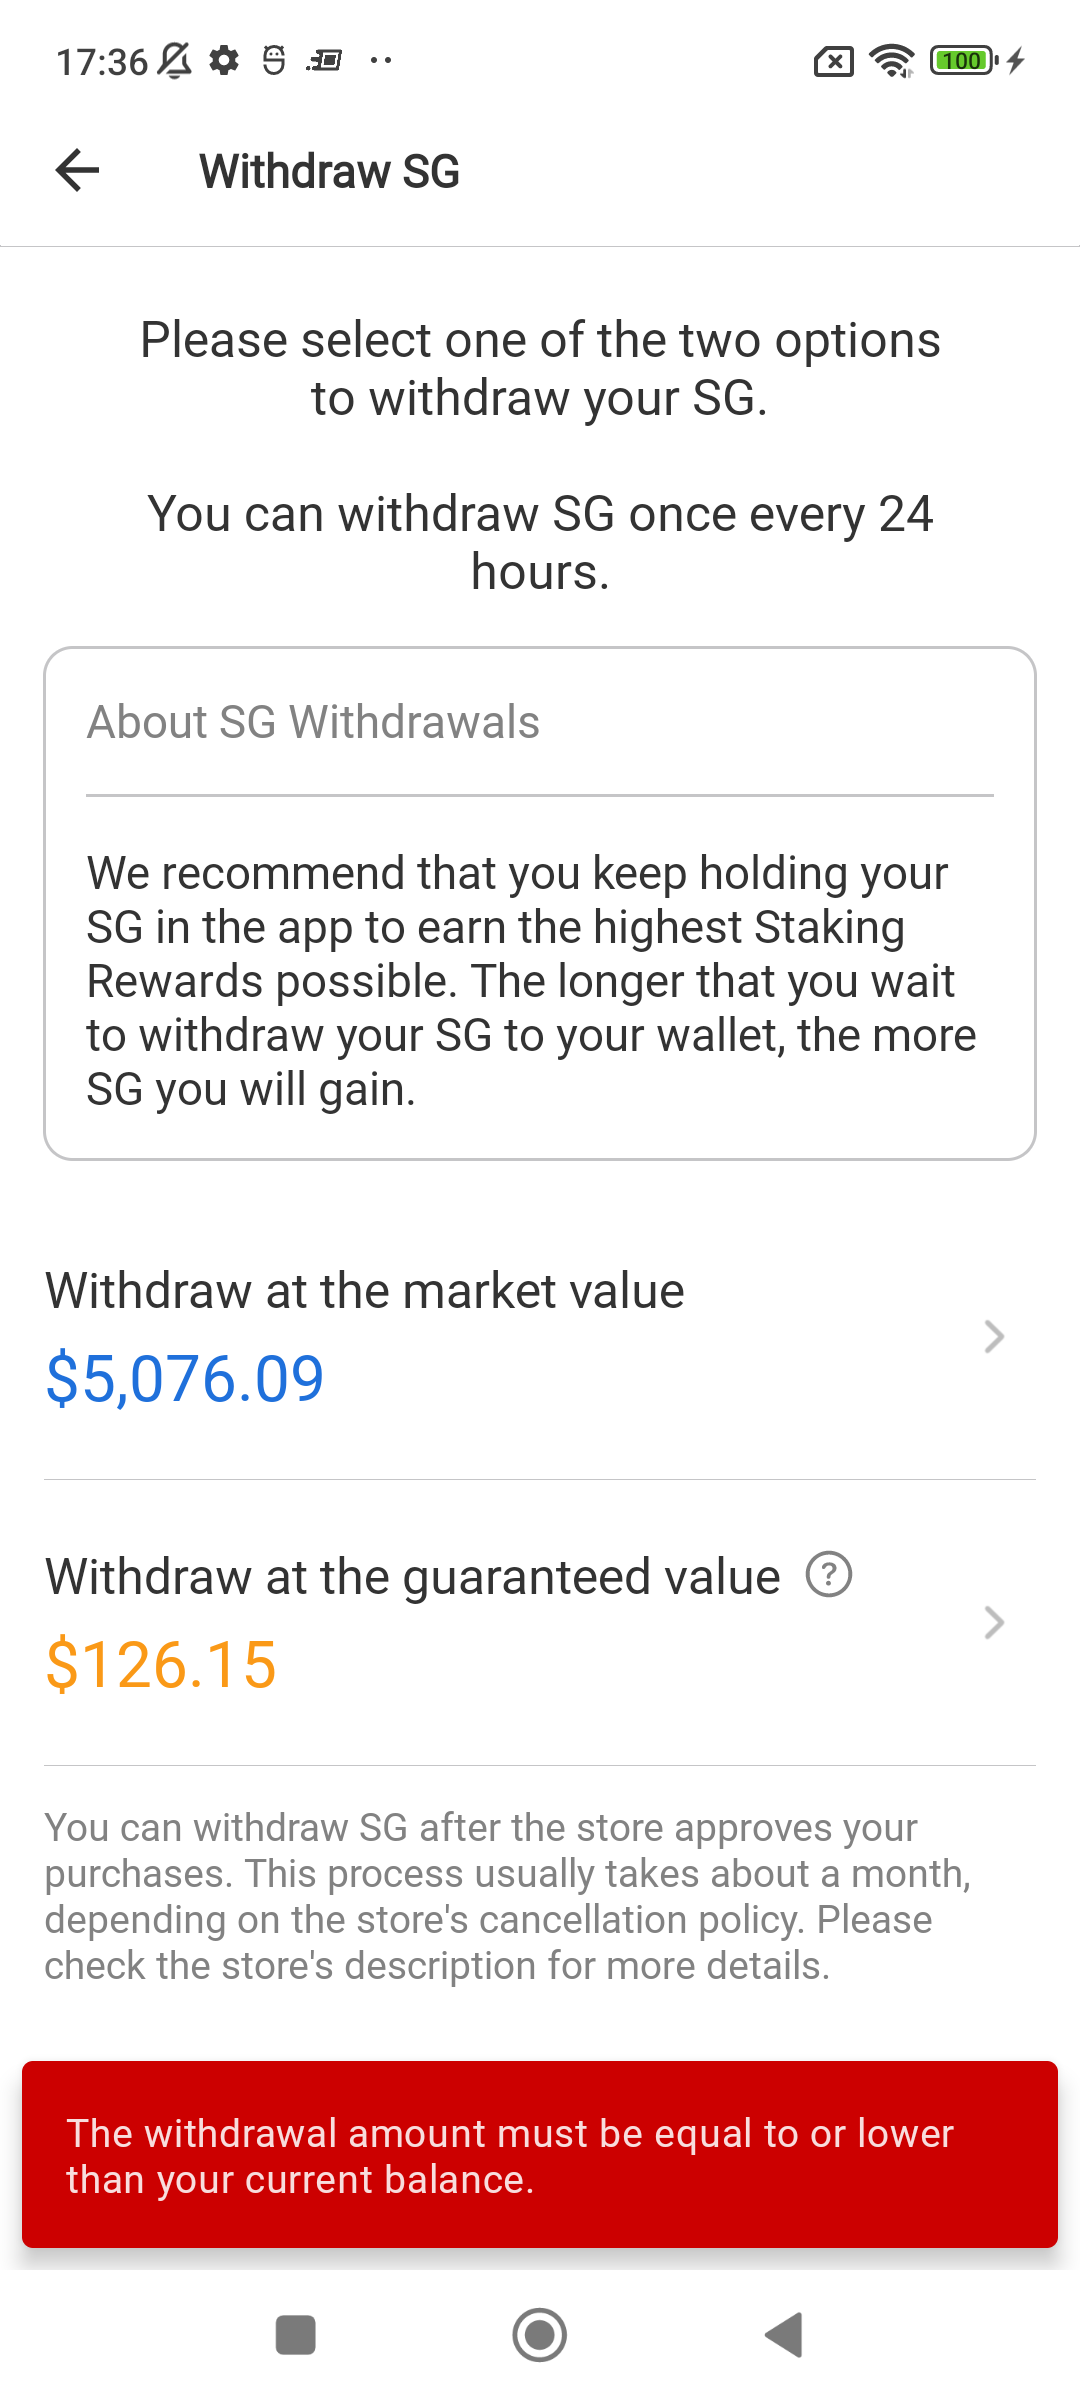 17:36
100
Withdraw SG
Please select one of the two options
to withdraw your SG.
You can withdraw SG once every 24
hours.
About SG Withdrawals
We recommend that you keep holding your
SG in the app to earn the highest Staking
Rewards possible. The longer that you wait
to withdraw your SG to your wallet, the more
SG you will gain.
Withdraw at the market value
$5,076.09
Withdraw at the guaranteed value ?
$126.15
You can withdraw SG after the store approves your
purchases. This process usually takes about a month,
depending on the store's cancellation policy. Please
check the store's description for more details.
The withdrawal amount must be equal to or lower
than your current balance.